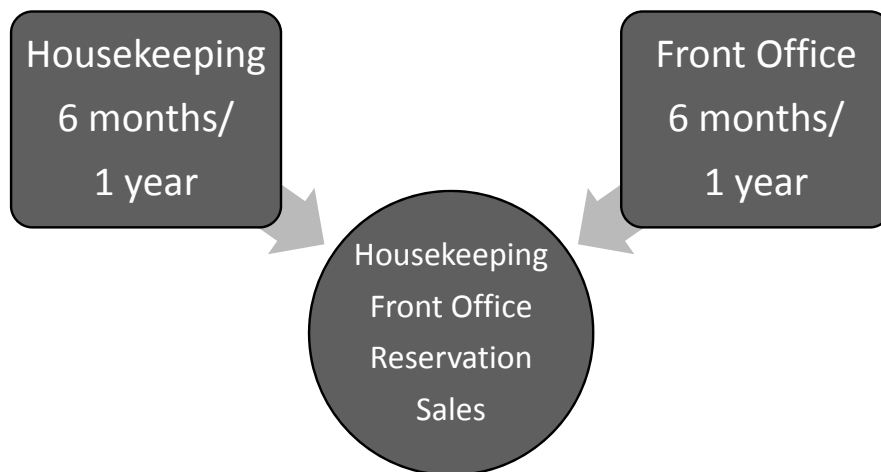 Housekeeping
6 months/
1 year
Front Office
6 months/
1 year
Housekeeping
Front Office
Reservation
Sales